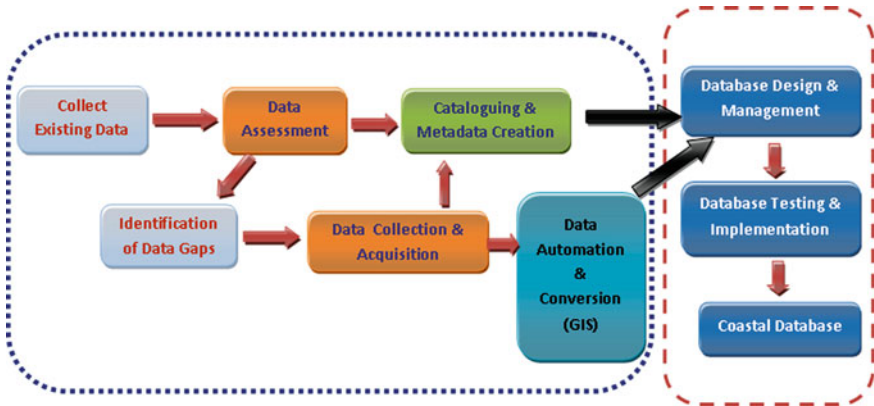 Collect
Existing Data
Data
Assessment
Cataloguing &
Metadata Creation
Database Design &
Management
Identification
of Data Gaps
Data Collection &
Acquisition
Data
Automation
&
Conversion
(GIS)
Database Testing &
Implementation
Coastal Database